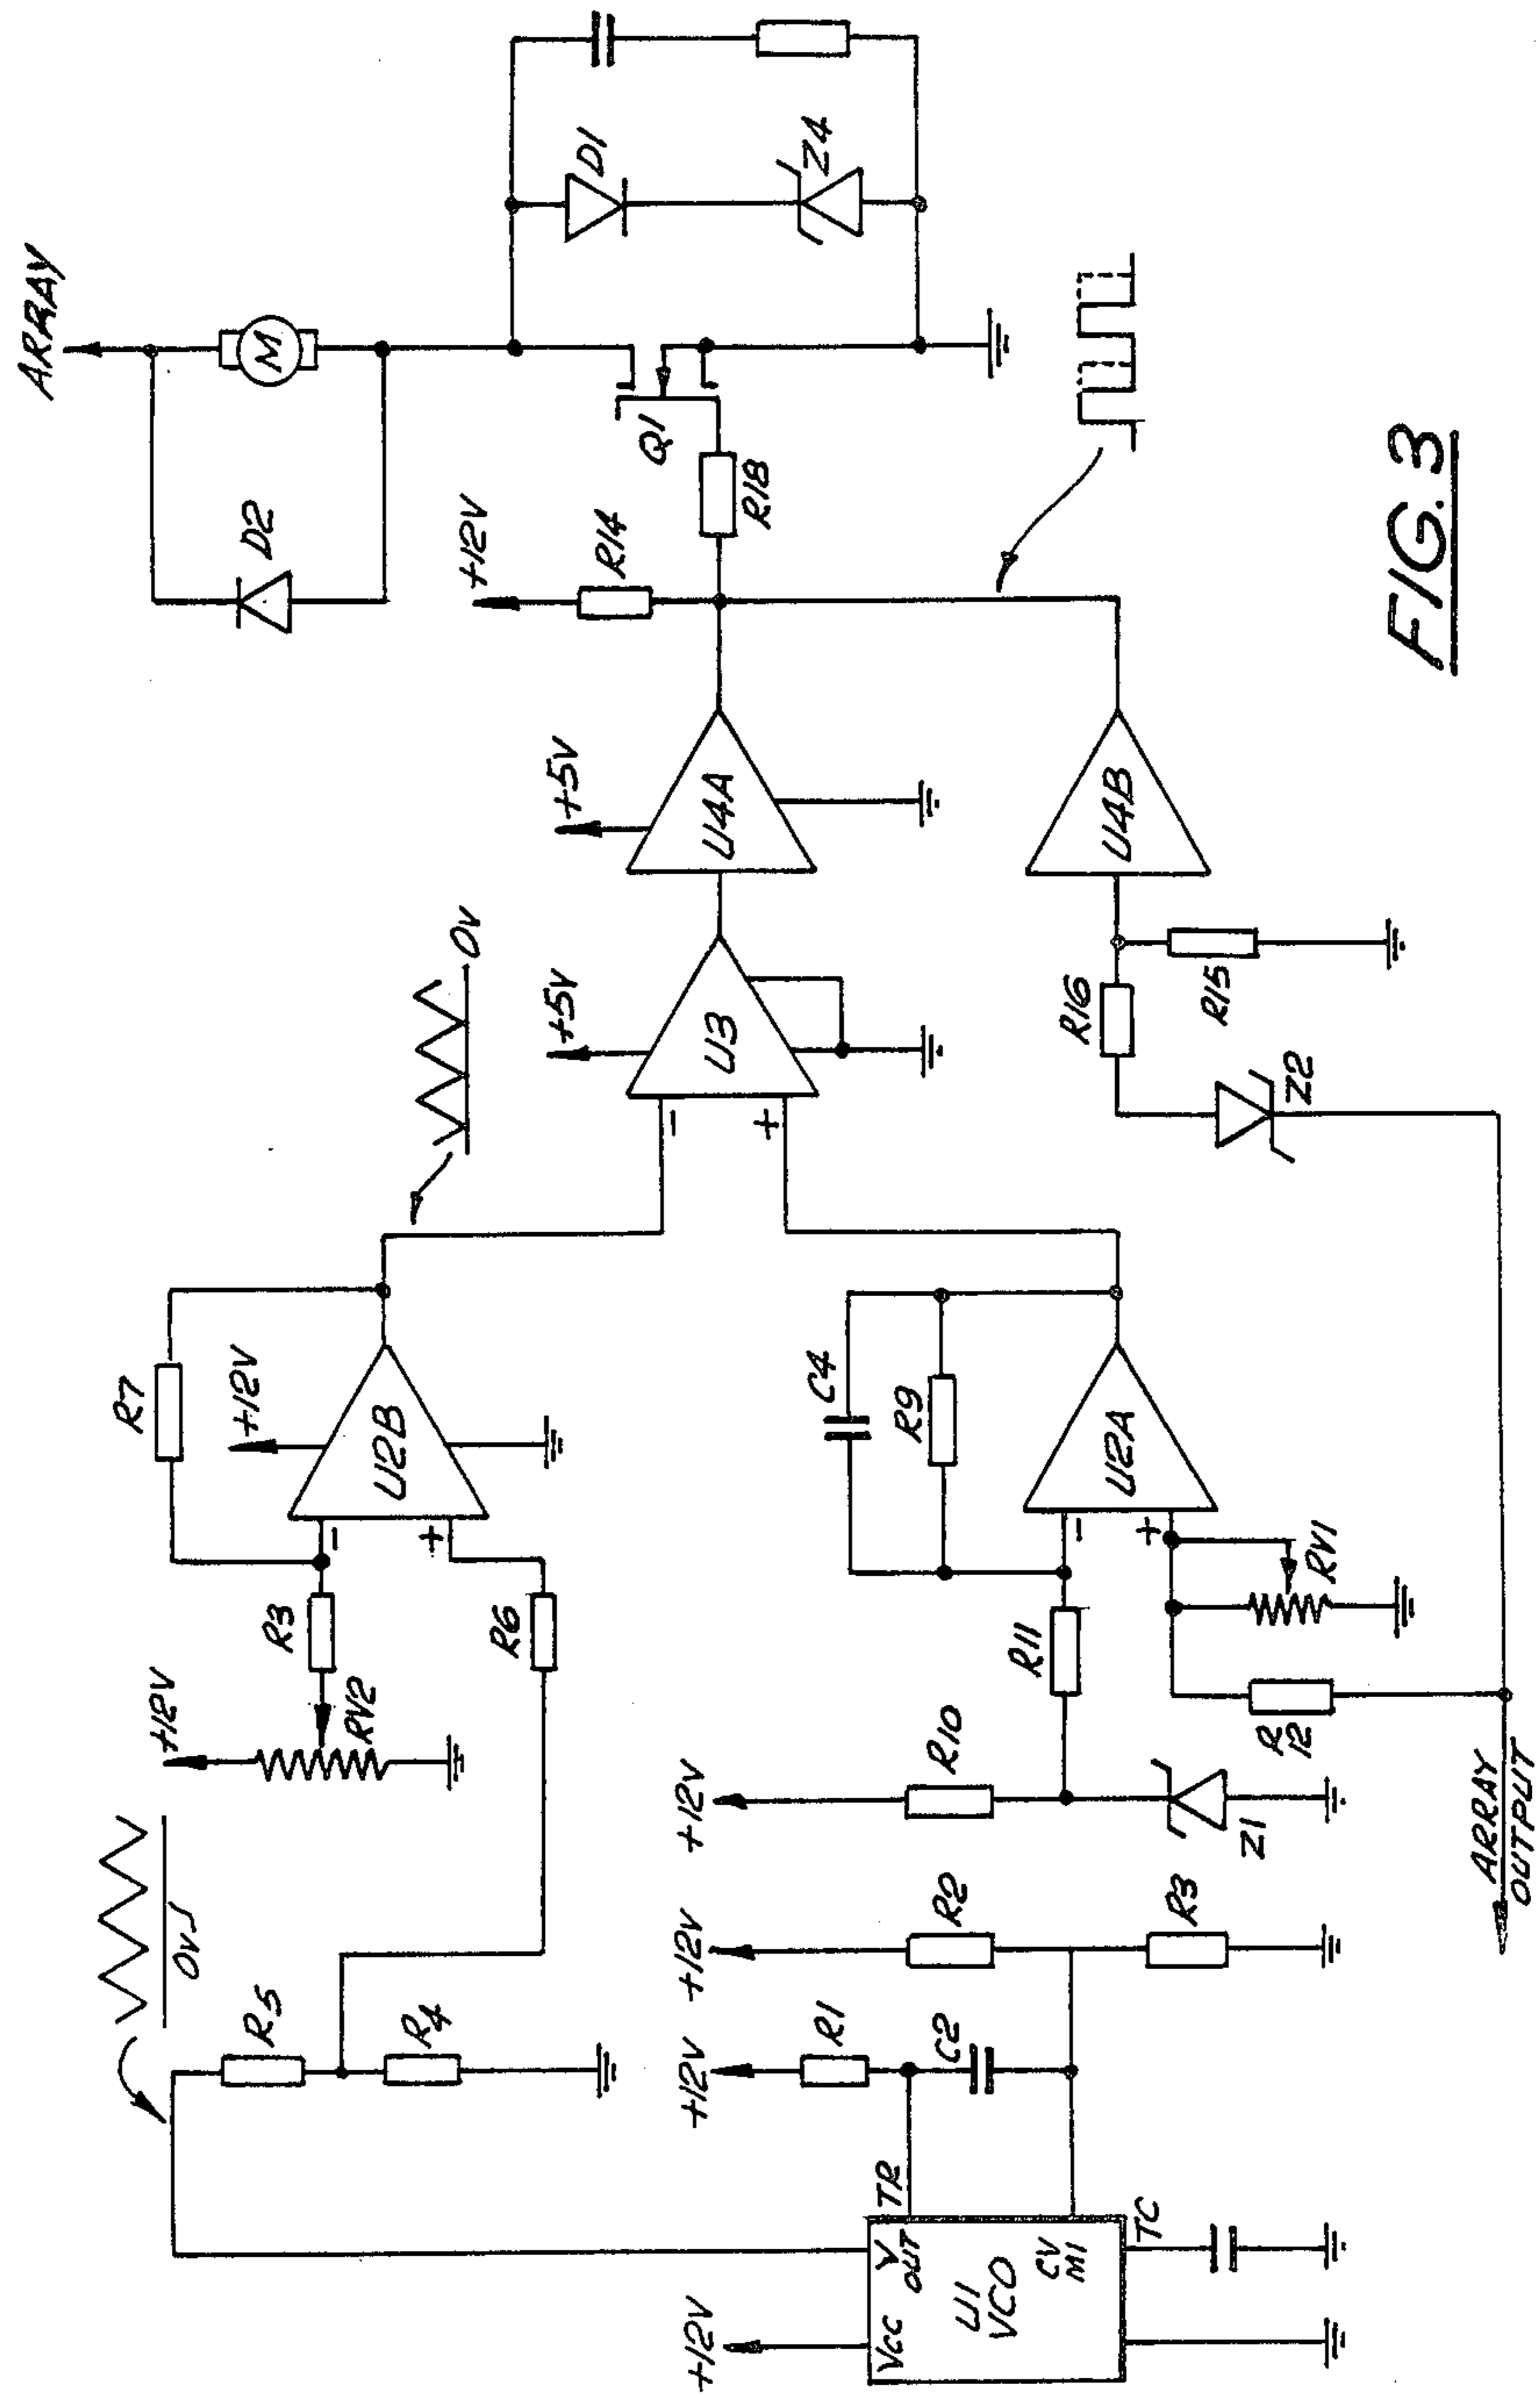 ARRAY
M
D2
D1
Z4
Q1
R18
+12V
R14
+5V
U4A
U4B
+5V
U3
0V
-
+
R16
R15
Z2
R7
+12V
U2B
-
+
R3
RV2
+12V
R6
C4
R9
U2A
-
+
RV1
R11
R12
R10
+12V
Z1
ARRAY
OUTPUT
0V
R5
R4
+12V
R2
R3
+12V
R1
C2
TR
TC
V
OUT
CV
M1
U1
VCO
Vcc
+12V
FIG. 3